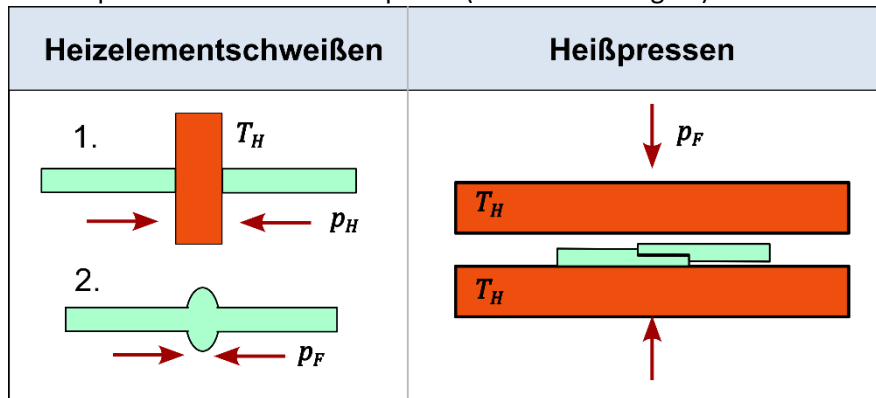 Heizelementschweißen
Heißpressen
1.
T_H
p_H
2.
p_F
p_F
T_H
T_H